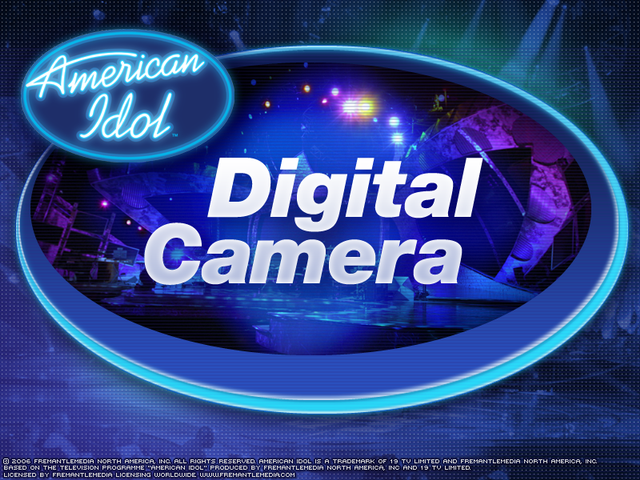 American
Idol™
Digital
Camera
© 2006 FREMANTLEMEDIA NORTH AMERICA, INC. ALL RIGHTS RESERVED. AMERICAN IDOL IS A TRADEMARK OF 19 TV LIMITED AND FREMANTLEMEDIA NORTH AMERICA, INC.
BASED ON THE TELEVISION PROGRAMME "AMERICAN IDOL" PRODUCED BY FREMANTLEMEDIA NORTH AMERICA, INC AND 19 TV LIMITED.
LICENSED BY FREMANTLEMEDIA LICENSING WORLDWIDE WWW.FREMANTLEMEDIA.COM